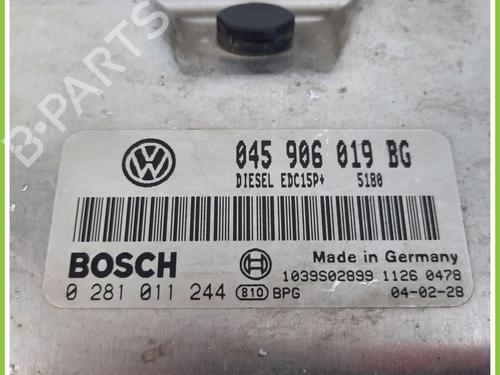 B-PARTS
VW
045 906 019 BG
DIESEL EDC15P+ 5180
BOSCH
Made in Germany
1039S02899 1126 0478
0 281 011 244 810 BPG 04-02-28